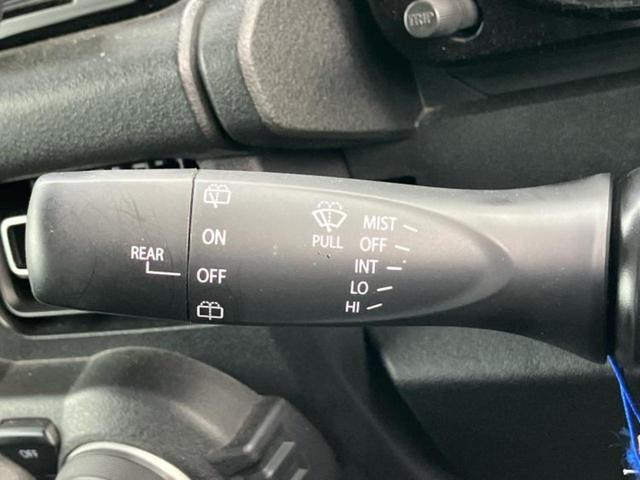 TRIP
MIST
ON
PULL
OFF
REAR
OFF
INT
LO
HI
OFF